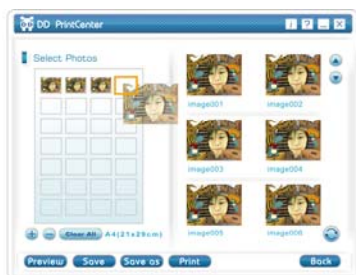 DD PrintCenter
Select Photos
image001 image002
image003 image004
image005 image006
Clear All A4(21x29cm)
Preview Save Save as Print Back